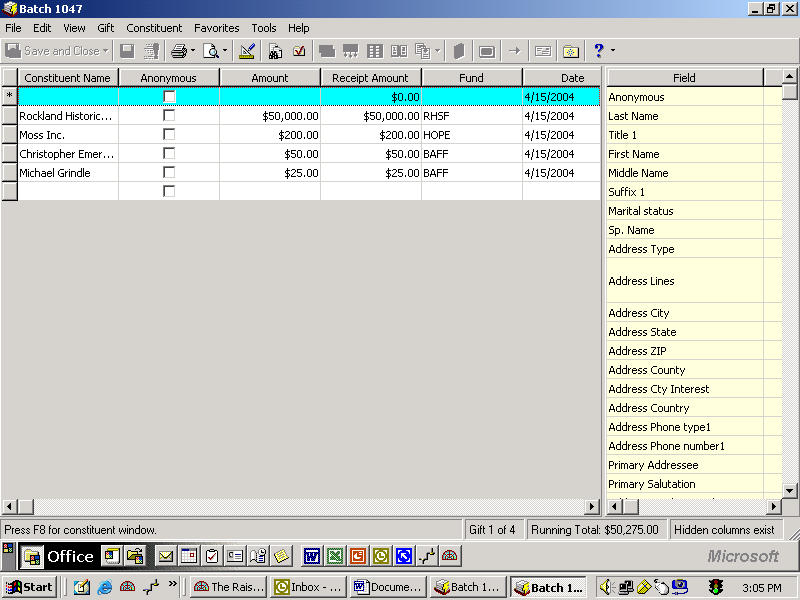 Batch 1047
File Edit View Gift Constituent Favorites Tools Help
Save and Close
Constituent Name Anonymous Amount Receipt Amount Fund Date
* $0.00 4/15/2004
Rockland Historic... $50,000.00 $50,000.00 RHSF 4/15/2004
Moss Inc. $200.00 $200.00 HOPE 4/15/2004
Christopher Emer... $50.00 $50.00 BAFF 4/15/2004
Michael Grindle $25.00 $25.00 BAFF 4/15/2004
Field
Anonymous
Last Name
Title 1
First Name
Middle Name
Suffix 1
Marital status
Sp. Name
Address Type
Address Lines
Address City
Address State
Address ZIP
Address County
Address Cty Interest
Address Country
Address Phone type1
Address Phone number1
Primary Addressee
Primary Salutation
Press F8 for constituent window. Gift 1 of 4 Running Total: $50,275.00 Hidden columns exist
Office Microsoft
Start The Rais... Inbox - ... Docume... Batch 1... Batch 1... 3:05 PM